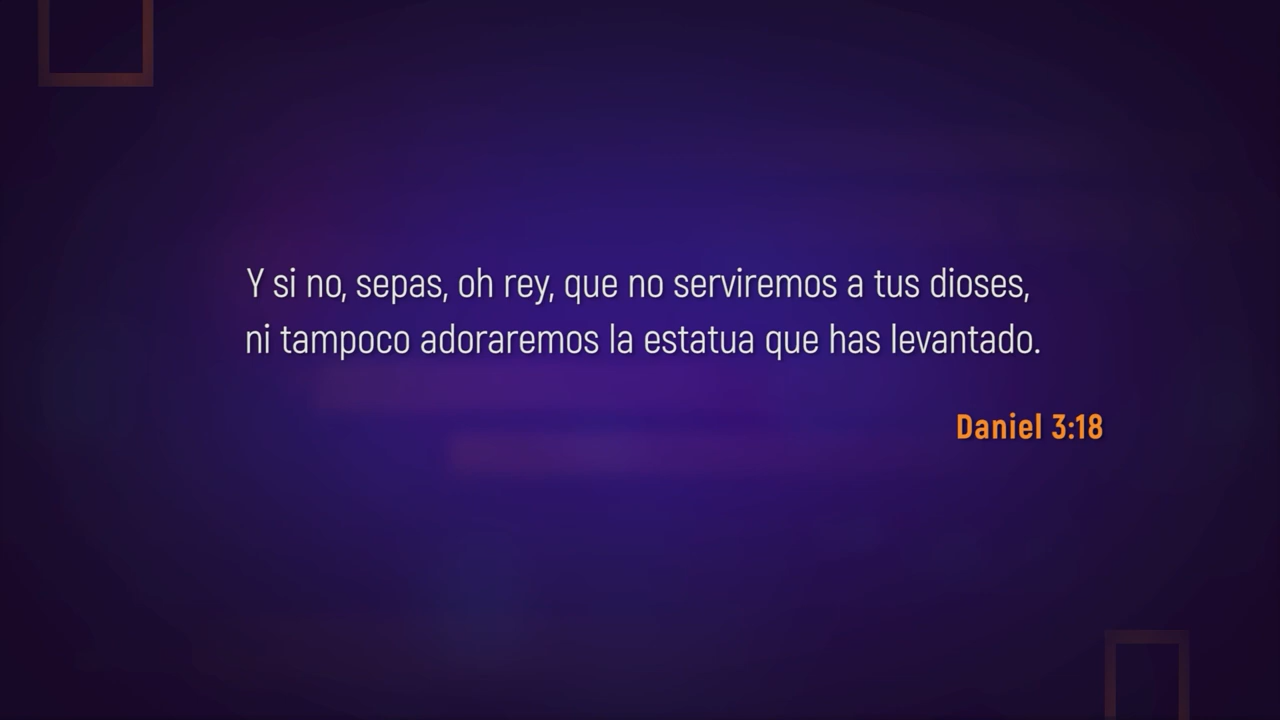 Y si no, sepas, oh rey, que no serviremos a tus dioses,
ni tampoco adoraremos la estatua que has levantado.
Daniel 3:18